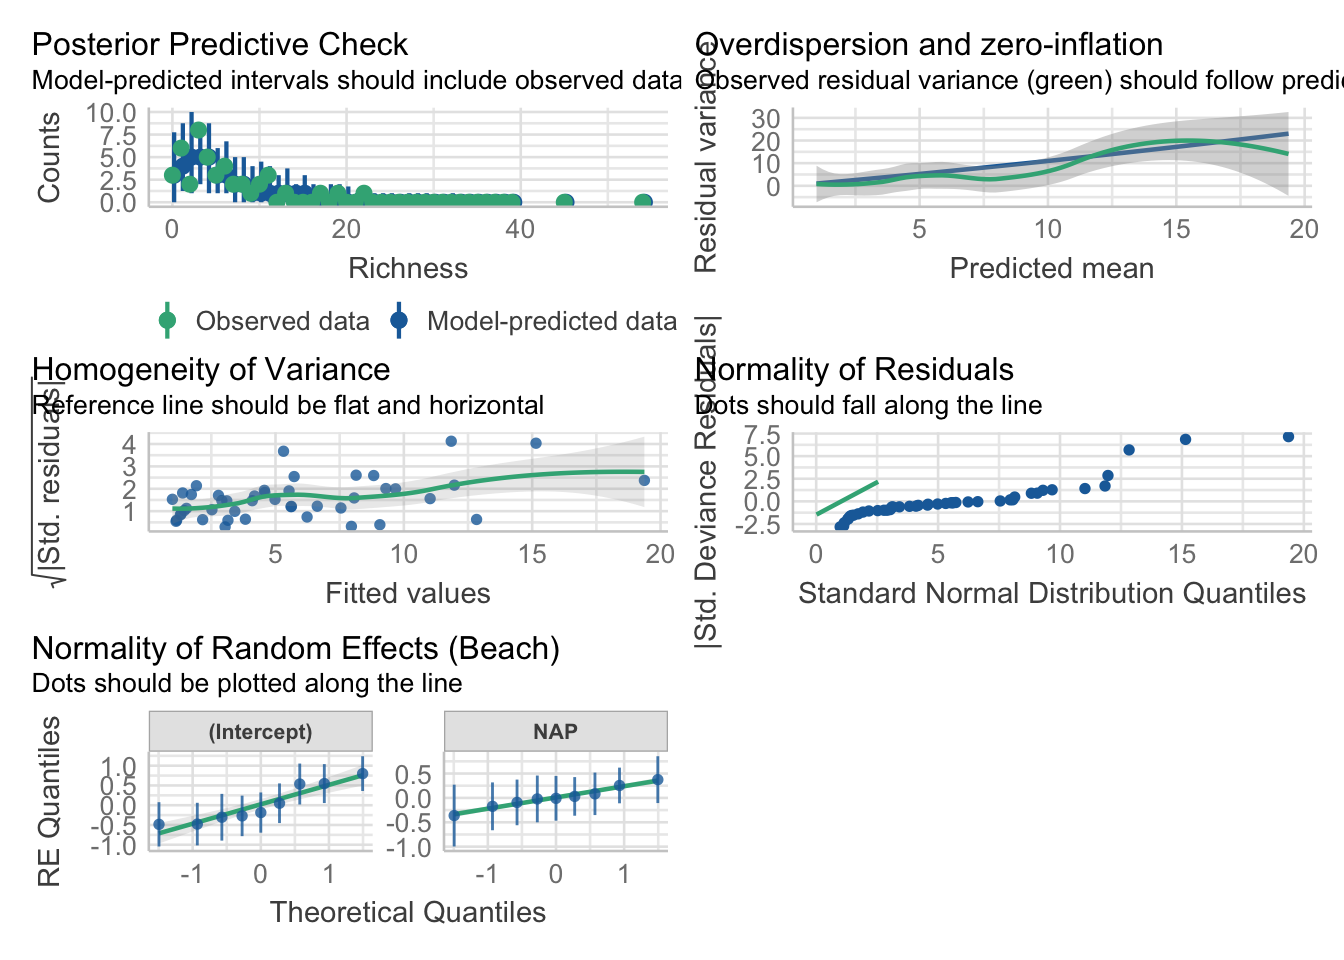 Posterior Predictive Check
Model-predicted intervals should include observed data
Counts
10.0
7.5
5.0
2.5
0.0
0 20 40
Richness
Observed data Model-predicted data
Overdispersion and zero-inflation
Observed residual variance (green) should follow predic
Residual variance
30
20
10
0
5 10 15 20
Predicted mean
Homogeneity of Variance
Reference line should be flat and horizontal
√|Std. residuals|
4
3
2
1
5 10 15 20
Fitted values
Normality of Residuals
Dots should fall along the line
|Std. Deviance Residuals|
7.5
5.0
2.5
0.0
-2.5
0 5 10 15 20
Standard Normal Distribution Quantiles
Normality of Random Effects (Beach)
Dots should be plotted along the line
RE Quantiles
(Intercept)
1.0
0.5
0.0
-0.5
-1.0
-1 0 1
NAP
0.5
0.0
-0.5
-1.0
-1 0 1
Theoretical Quantiles